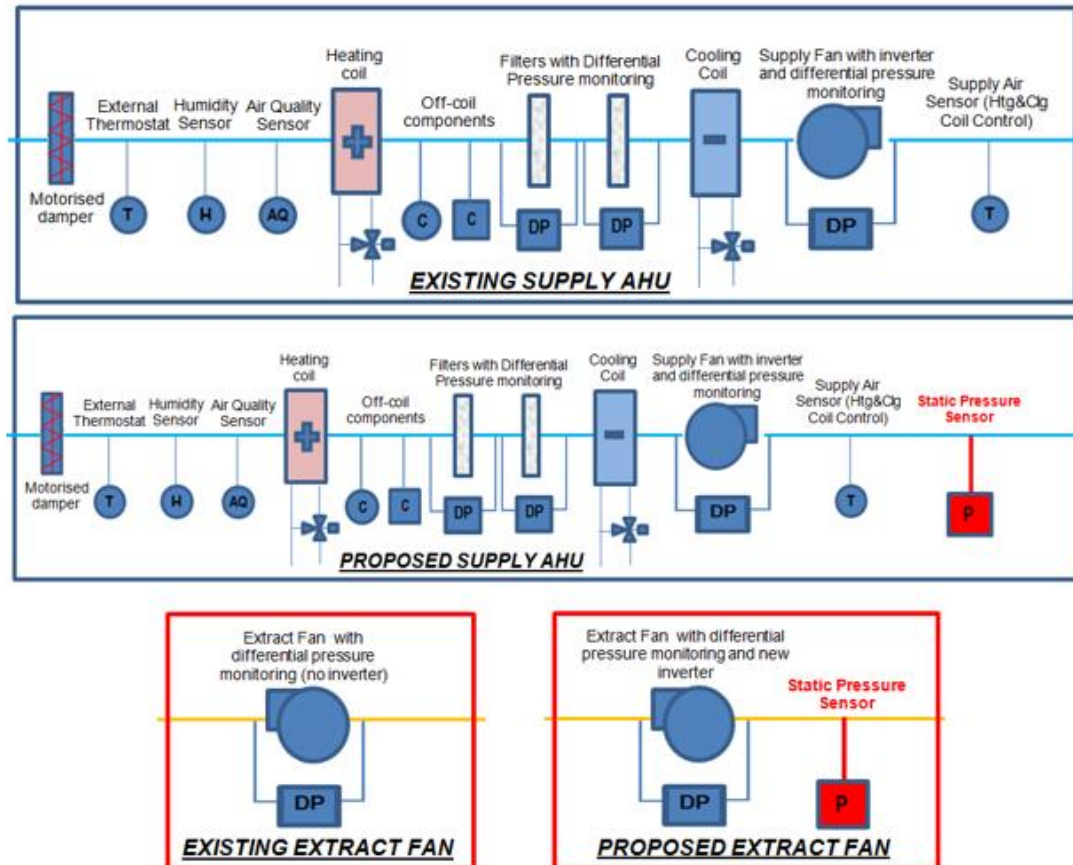 Heating
coil
Filters with Differential
Pressure monitoring
Cooling
Coil
Supply Fan with inverter
and differential pressure
monitoring
External
Thermostat
Humidity
Sensor
Air Quality
Sensor
Off-coil
components
Supply Air
Sensor (Htg&Clg
Coil Control)
Motorised
damper
T
H
AQ
C
C
DP
DP
DP
T
EXISTING SUPPLY AHU
Heating
coil
Filters with Differential
Pressure monitoring
Cooling
Coil
Supply Fan with inverter
and differential pressure
monitoring
External
Thermostat
Humidity
Sensor
Air Quality
Sensor
Off-coil
components
Supply Air
Sensor (Htg&Clg
Coil Control)
Static Pressure
Sensor
Motorised
damper
T
H
AQ
C
C
DP
DP
DP
T
P
PROPOSED SUPPLY AHU
Extract Fan with
differential pressure
monitoring (no inverter)
DP
EXISTING EXTRACT FAN
Extract Fan with differential
pressure monitoring and new
inverter
Static Pressure
Sensor
DP
P
PROPOSED EXTRACT FAN